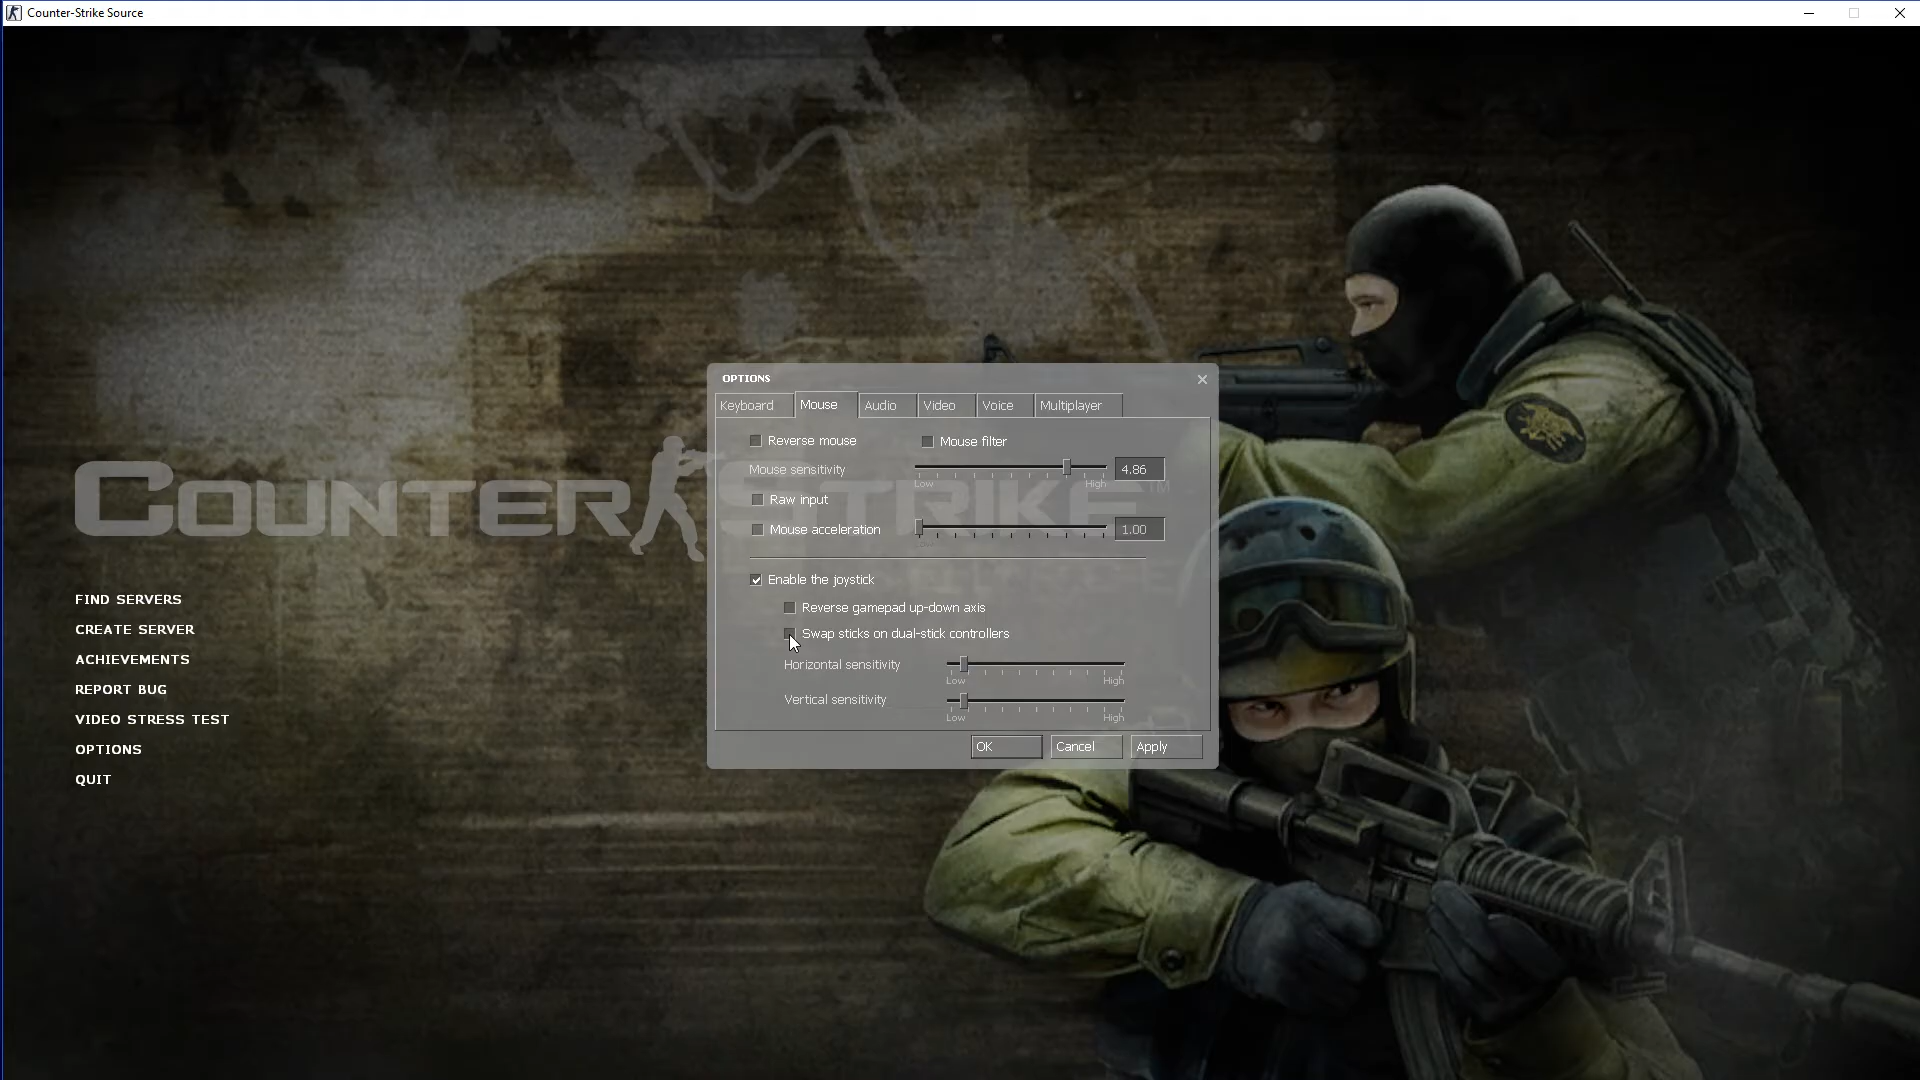 Counter-Strike Source
OPTIONS
Keyboard Mouse Audio Video Voice Multiplayer
Reverse mouse Mouse filter
Mouse sensitivity 4.86
Low High
Raw input
Mouse acceleration 1.00
Enable the joystick
Reverse gamepad up-down axis
Swap sticks on dual-stick controllers
Horizontal sensitivity
Low High
Vertical sensitivity
Low High
OK Cancel Apply
COUNTER STRIKE TM
FIND SERVERS
CREATE SERVER
ACHIEVEMENTS
REPORT BUG
VIDEO STRESS TEST
OPTIONS
QUIT